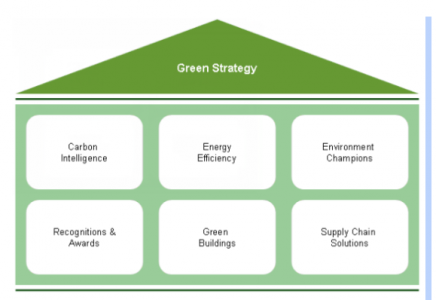 Green Strategy
Carbon
Intelligence
Energy
Efficiency
Environment
Champions
Recognitions &
Awards
Green
Buildings
Supply Chain
Solutions